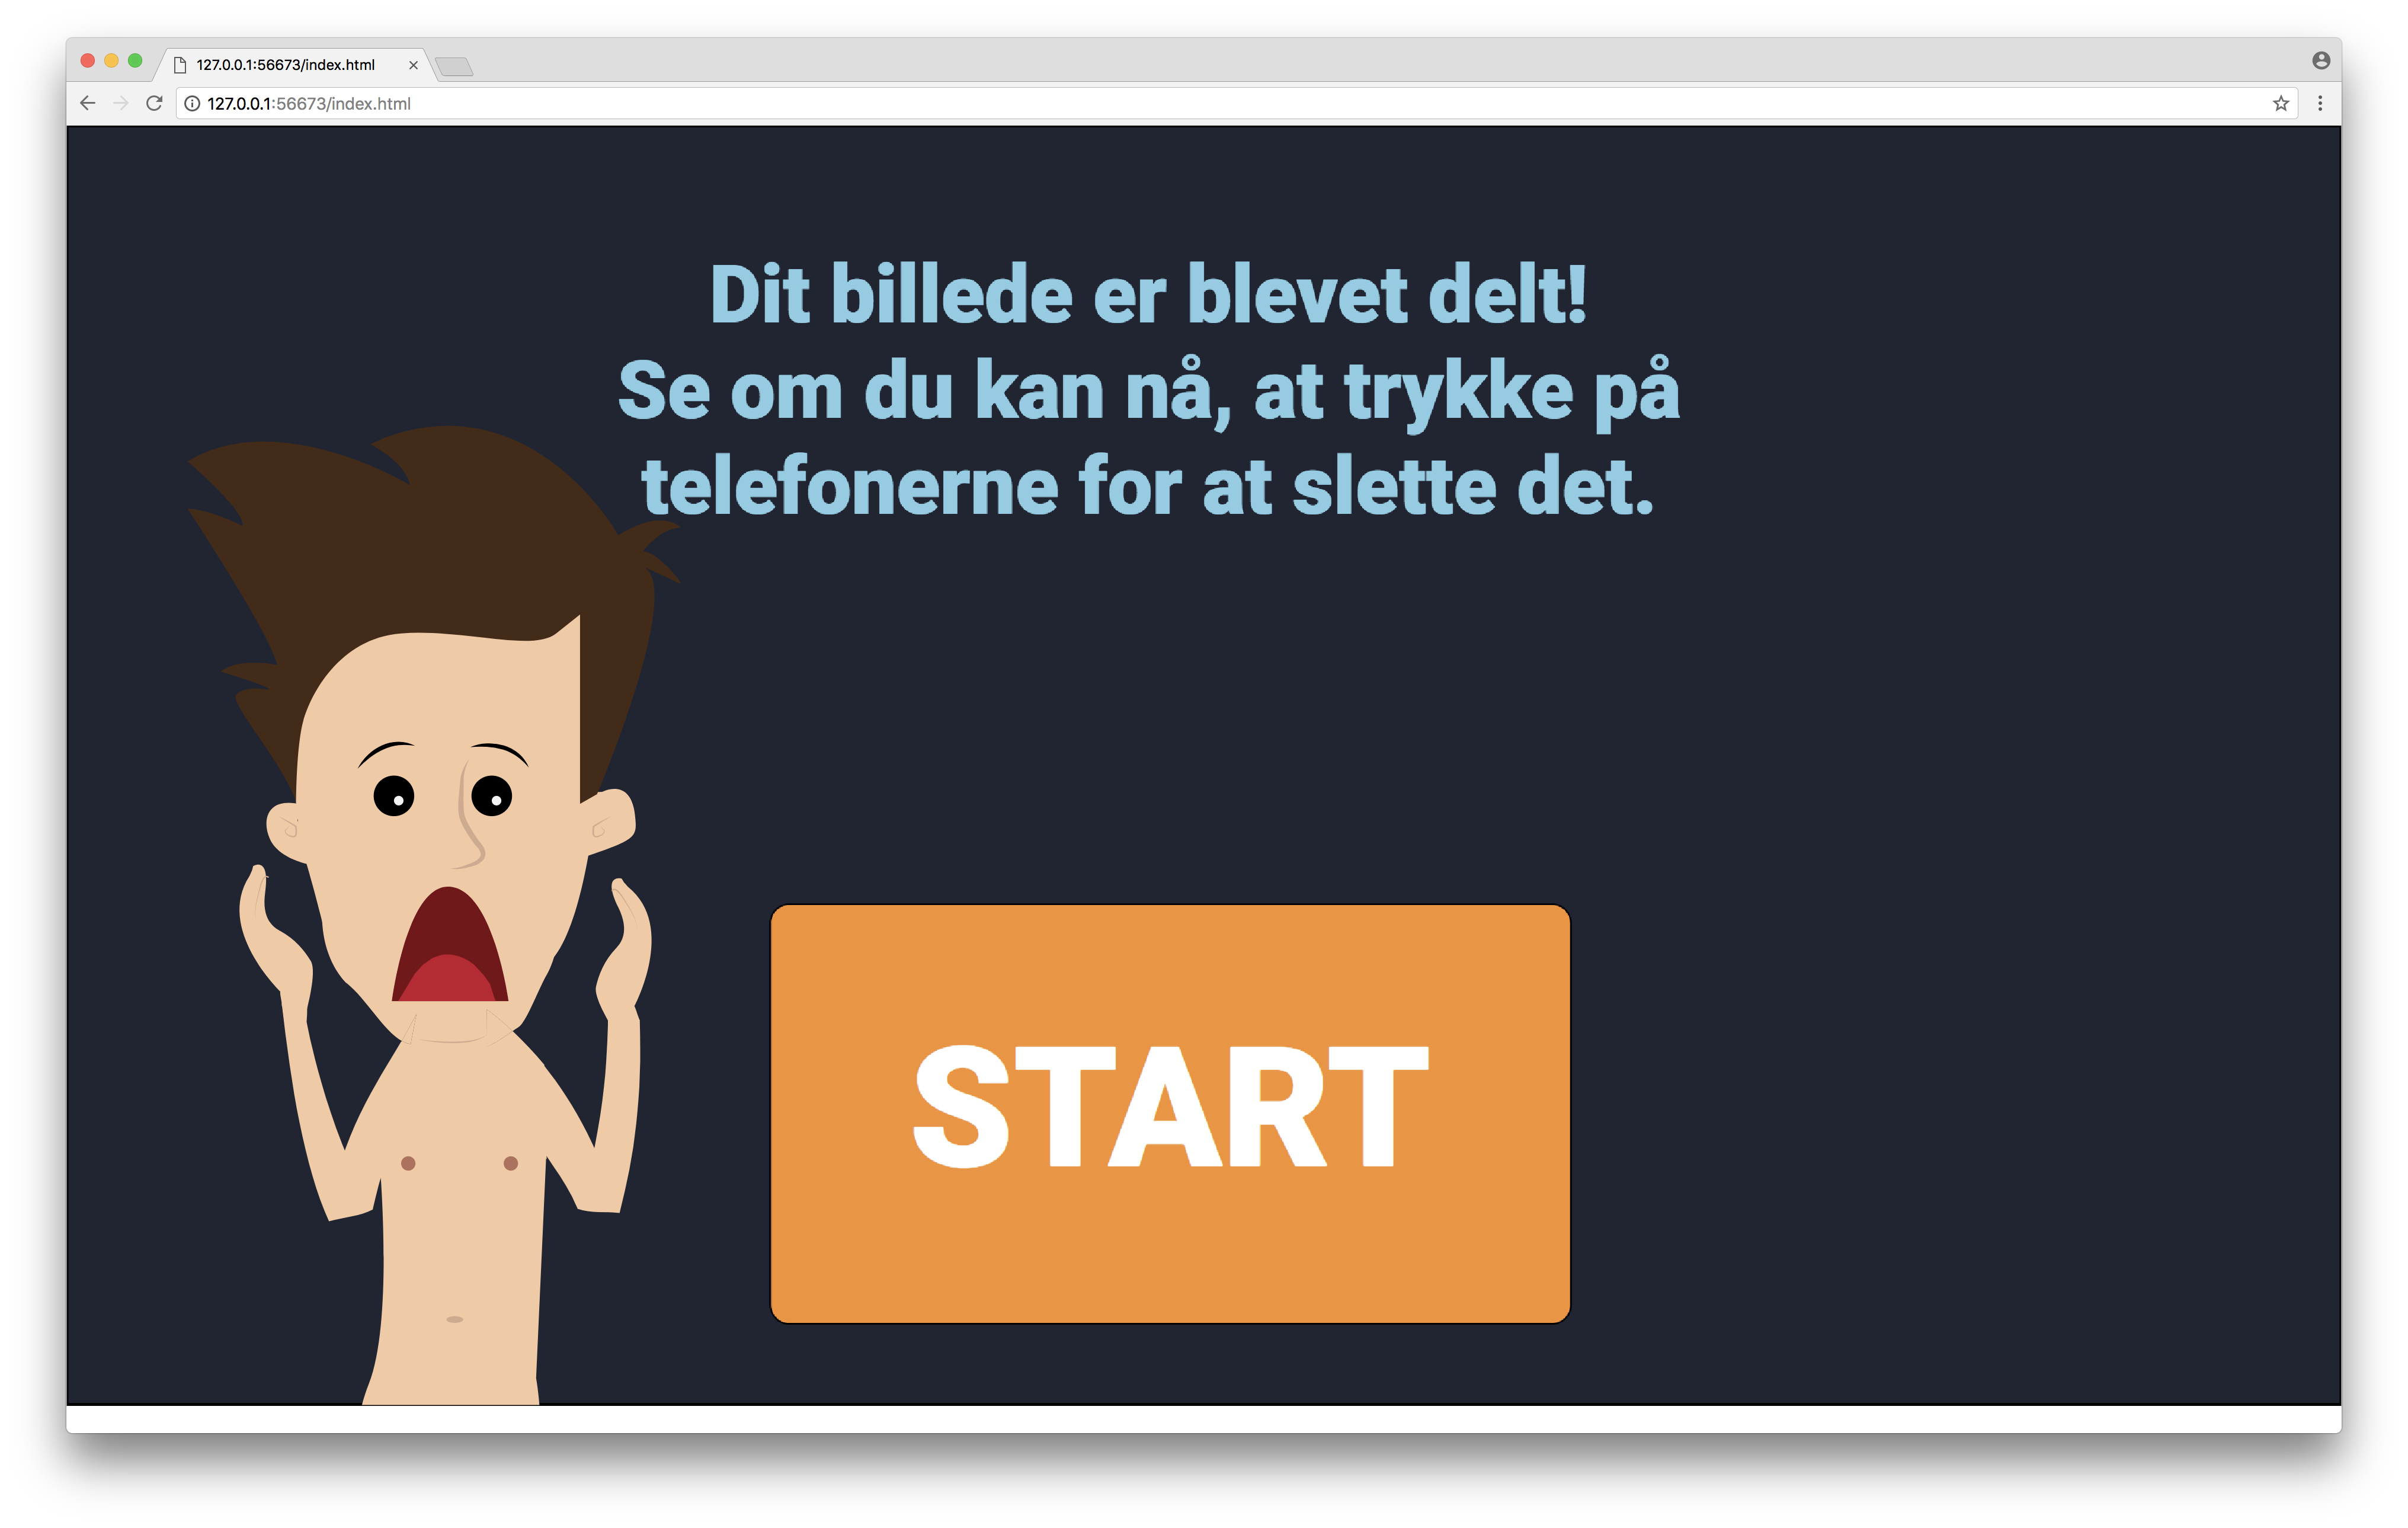 127.0.0.1:56673/index.html
127.0.0.1:56673/index.html
Dit billede er blevet delt!
Se om du kan nå, at trykke på
telefonerne for at slette det.
START